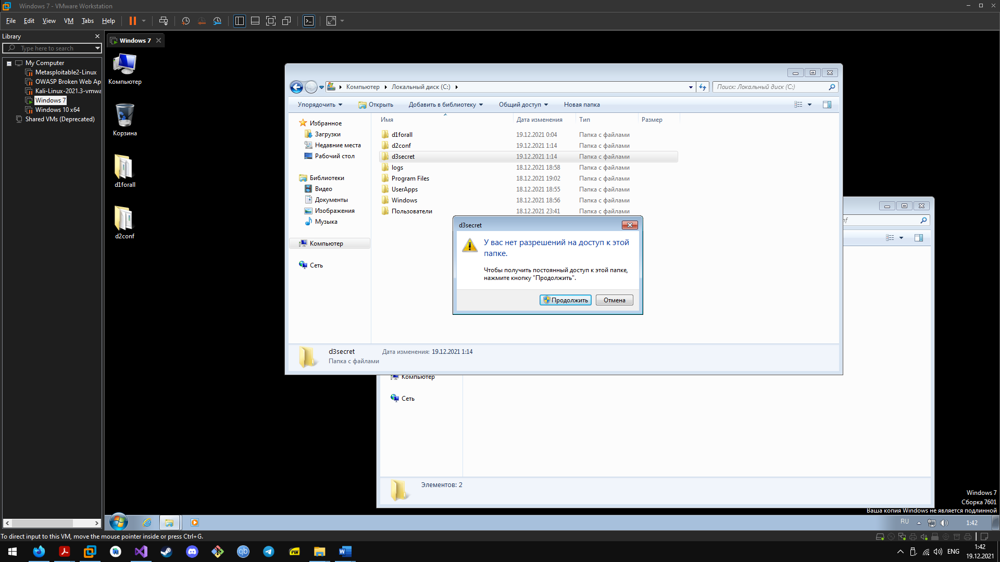 Windows 7 - VMware Workstation
File Edit View VM Tabs Help
Library
Type here to search
My Computer
Metasploitable2-Linux
OWASP Broken Web Ap
Kali-Linux-2021.3-vmwa
Windows 7
Windows 10 x64
Shared VMs (Deprecated)
Windows 7
Компьютер
Корзина
d1forall
d2conf
Компьютер Локальный диск (C:)
Поиск: Локальный диск (C:)
Упорядочить Открыть Добавить в библиотеку Общий доступ Новая папка
Избранное
Загрузки
Недавние места
Рабочий стол
Библиотеки
Видео
Документы
Изображения
Музыка
Компьютер
Сеть
Имя Дата изменения Тип Размер
d1forall 19.12.2021 0:04 Папка с файлами
d2conf 19.12.2021 1:14 Папка с файлами
d3secret 19.12.2021 1:14 Папка с файлами
logs 18.12.2021 18:58 Папка с файлами
Program Files 18.12.2021 19:02 Папка с файлами
UserApps 18.12.2021 18:55 Папка с файлами
Windows 18.12.2021 18:56 Папка с файлами
Пользователи 18.12.2021 23:41 Папка с файлами
d3secret
У вас нет разрешений на доступ к этой
папке.
Чтобы получить постоянный доступ к этой папке,
нажмите кнопку "Продолжить".
Продолжить Отмена
d3secret Дата изменения: 19.12.2021 1:14
Папка с файлами
Компьютер
Сеть
Элементов: 2
Windows 7
Сборка 7601
Ваша копия Windows не является подлинной
RU 1:42
To direct input to this VM, move the mouse pointer inside or press Ctrl+G.
qb
PDF
W
ENG
1:42
19.12.2021